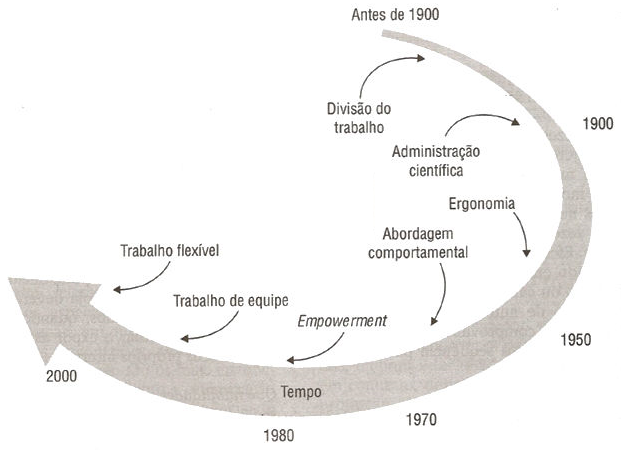 Antes de 1900
Divisão do
trabalho
1900
Administração
científica
Ergonomia
Abordagem
comportamental
Trabalho flexível
Trabalho de equipe
Empowerment
1950
2000
Tempo
1970
1980